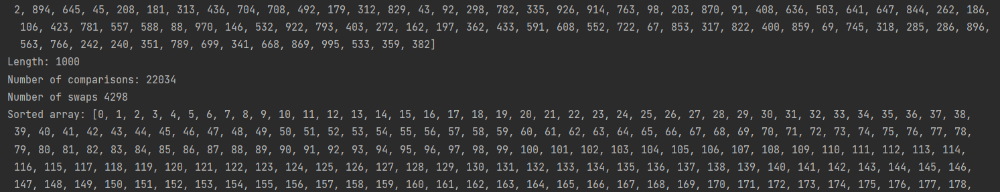 2, 894, 645, 45, 208, 181, 313, 436, 704, 708, 492, 179, 312, 829, 43, 92, 298, 782, 335, 926, 914, 763, 98, 203, 870, 91, 408, 636, 503, 641, 647, 844, 262, 186,
106, 423, 781, 557, 588, 88, 970, 146, 532, 922, 793, 403, 272, 162, 197, 362, 433, 591, 608, 552, 722, 67, 853, 317, 822, 400, 859, 69, 745, 318, 285, 286, 896,
563, 766, 242, 240, 351, 789, 699, 341, 668, 869, 995, 533, 359, 382]
Length: 1000
Number of comparisons: 22034
Number of swaps 4298
Sorted array: [0, 1, 2, 3, 4, 5, 6, 7, 8, 9, 10, 11, 12, 13, 14, 15, 16, 17, 18, 19, 20, 21, 22, 23, 24, 25, 26, 27, 28, 29, 30, 31, 32, 33, 34, 35, 36, 37, 38,
39, 40, 41, 42, 43, 44, 45, 46, 47, 48, 49, 50, 51, 52, 53, 54, 55, 56, 57, 58, 59, 60, 61, 62, 63, 64, 65, 66, 67, 68, 69, 70, 71, 72, 73, 74, 75, 76, 77, 78,
79, 80, 81, 82, 83, 84, 85, 86, 87, 88, 89, 90, 91, 92, 93, 94, 95, 96, 97, 98, 99, 100, 101, 102, 103, 104, 105, 106, 107, 108, 109, 110, 111, 112, 113, 114,
116, 115, 117, 118, 119, 120, 121, 122, 123, 124, 125, 126, 127, 128, 129, 130, 131, 132, 133, 134, 135, 136, 137, 138, 139, 140, 141, 142, 143, 144, 145, 146,
147, 148, 149, 150, 151, 152, 153, 154, 155, 156, 157, 158, 159, 160, 161, 162, 163, 164, 165, 166, 167, 168, 169, 170, 171, 172, 173, 174, 175, 176, 177, 178,